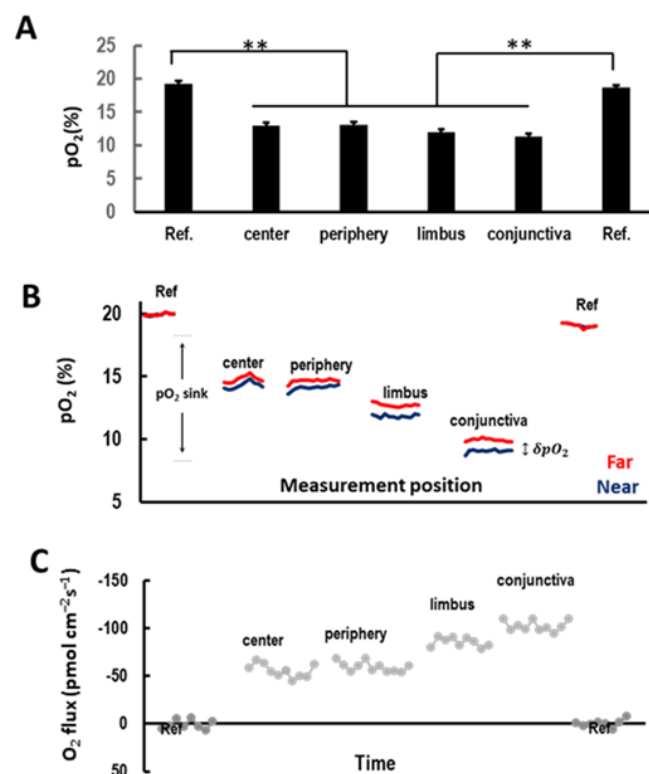 A
** **
25
20
15
10
5
0
pO₂(%)
Ref. center periphery limbus conjunctiva Ref.
B
Ref Ref
20
15
10
5
pO₂ (%)
center periphery
limbus
conjunctiva
pO₂ sink
δpO₂
Far
Near
Measurement position
C
-150
-100
-50
0
50
O₂ flux (pmol cm⁻²s⁻¹)
conjunctiva
limbus
center periphery
Ref Ref
Time